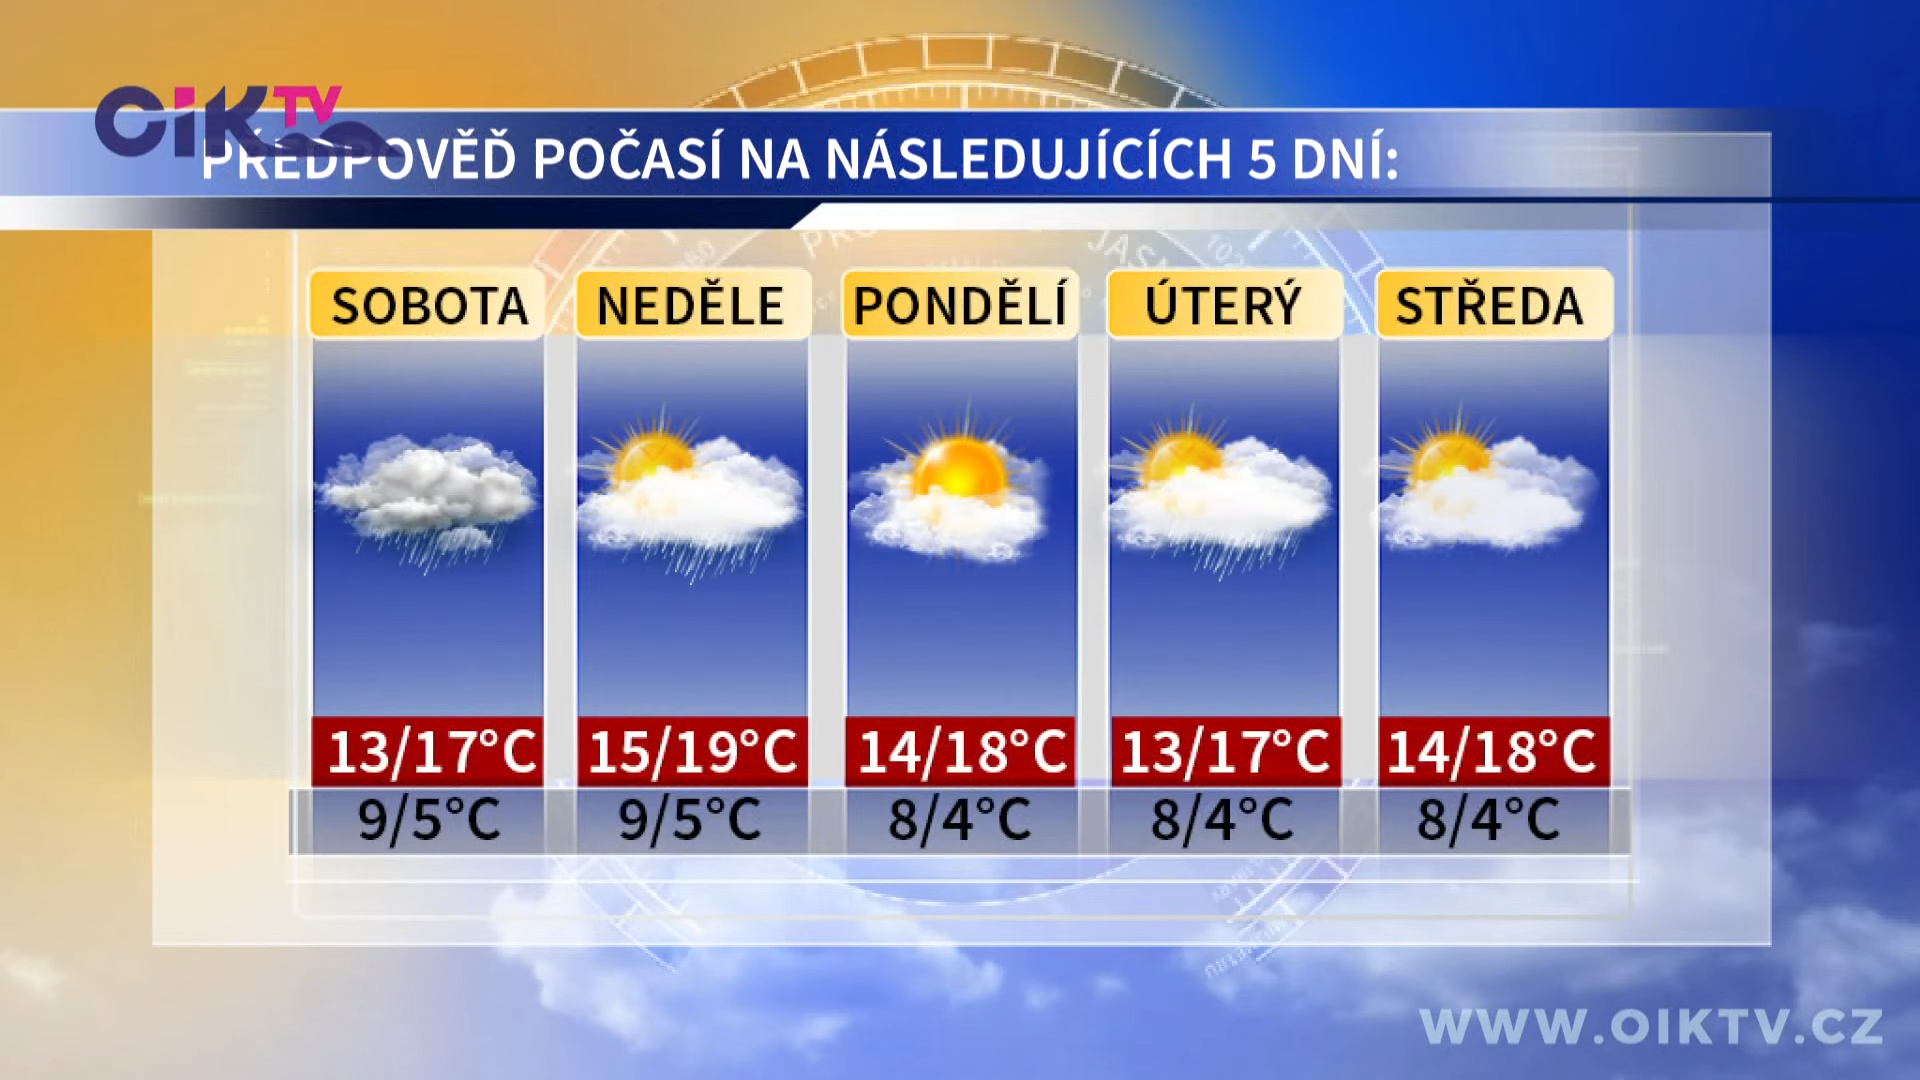 OiK TV
PŘEDPOVĚĎ POČASÍ NA NÁSLEDUJÍCÍCH 5 DNÍ:
SOBOTA NEDĚLE PONDĚLÍ ÚTERÝ STŘEDA
13/17°C 15/19°C 14/18°C 13/17°C 14/18°C
9/5°C 9/5°C 8/4°C 8/4°C 8/4°C
WWW.OIKTV.CZ